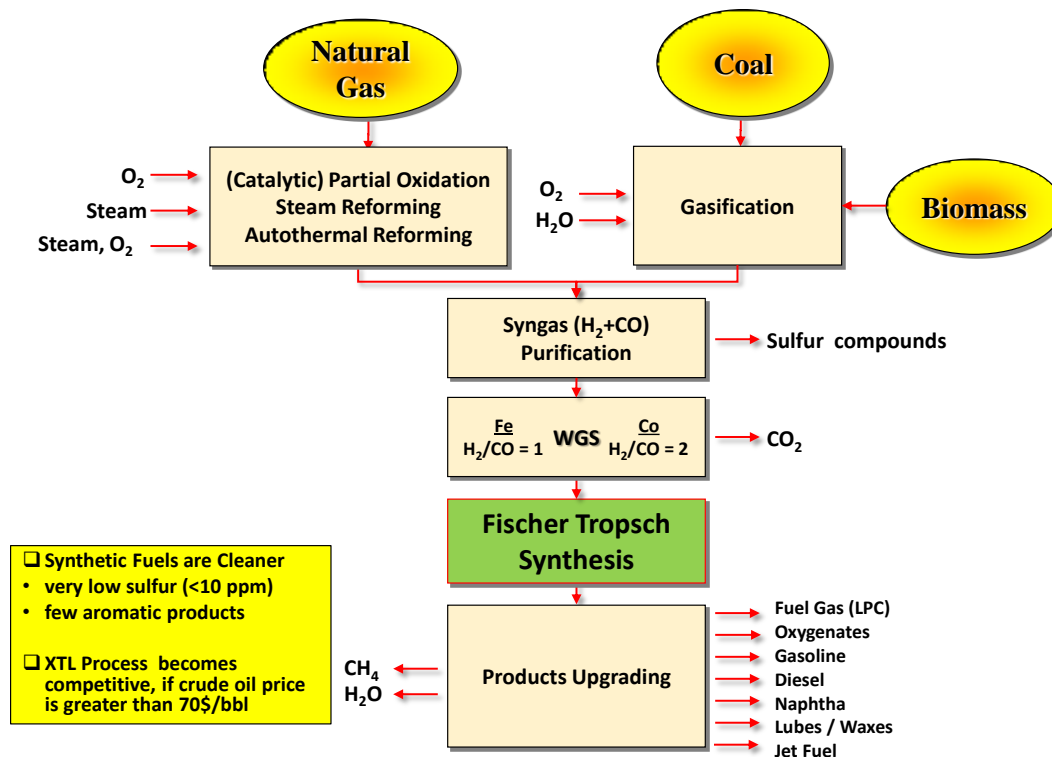 Natural
Gas
Coal
Biomass
O₂
Steam
Steam, O₂
(Catalytic) Partial Oxidation
Steam Reforming
Autothermal Reforming
O₂
H₂O
Gasification
Syngas (H₂+CO)
Purification
Sulfur compounds
Fe
H₂/CO = 1
WGS
Co
H₂/CO = 2
CO₂
Fischer Tropsch
Synthesis
❑ Synthetic Fuels are Cleaner
• very low sulfur (<10 ppm)
• few aromatic products
❑ XTL Process becomes
competitive, if crude oil price
is greater than 70$/bbl
CH₄
H₂O
Products Upgrading
Fuel Gas (LPC)
Oxygenates
Gasoline
Diesel
Naphtha
Lubes / Waxes
Jet Fuel